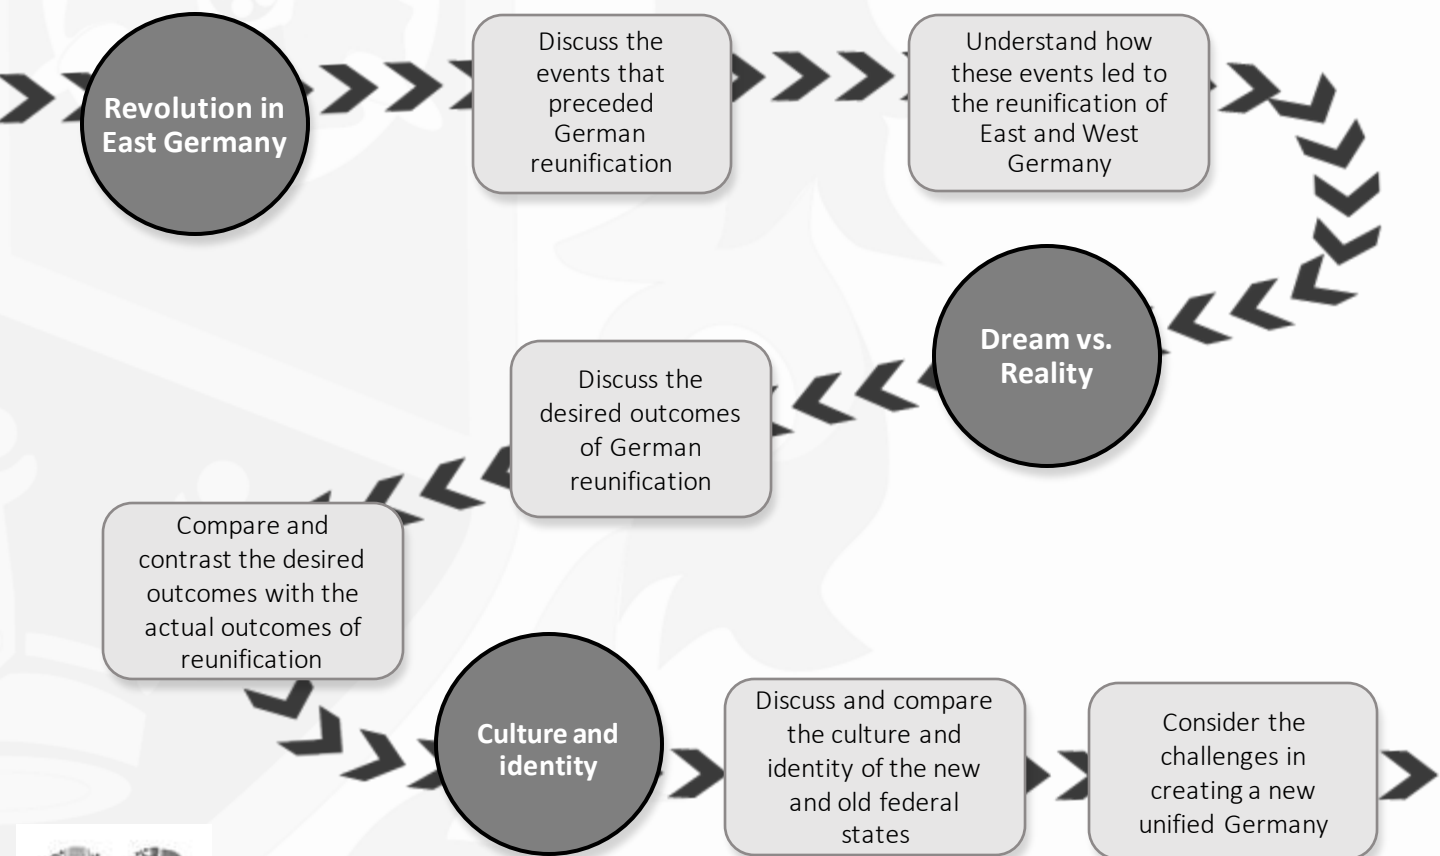 Revolution in
East Germany
Discuss the
events that
preceded
German
reunification
Understand how
these events led to
the reunification of
East and West
Germany
Dream vs.
Reality
Discuss the
desired outcomes
of German
reunification
Compare and
contrast the desired
outcomes with the
actual outcomes of
reunification
Culture and
identity
Discuss and compare
the culture and
identity of the new
and old federal
states
Consider the
challenges in
creating a new
unified Germany